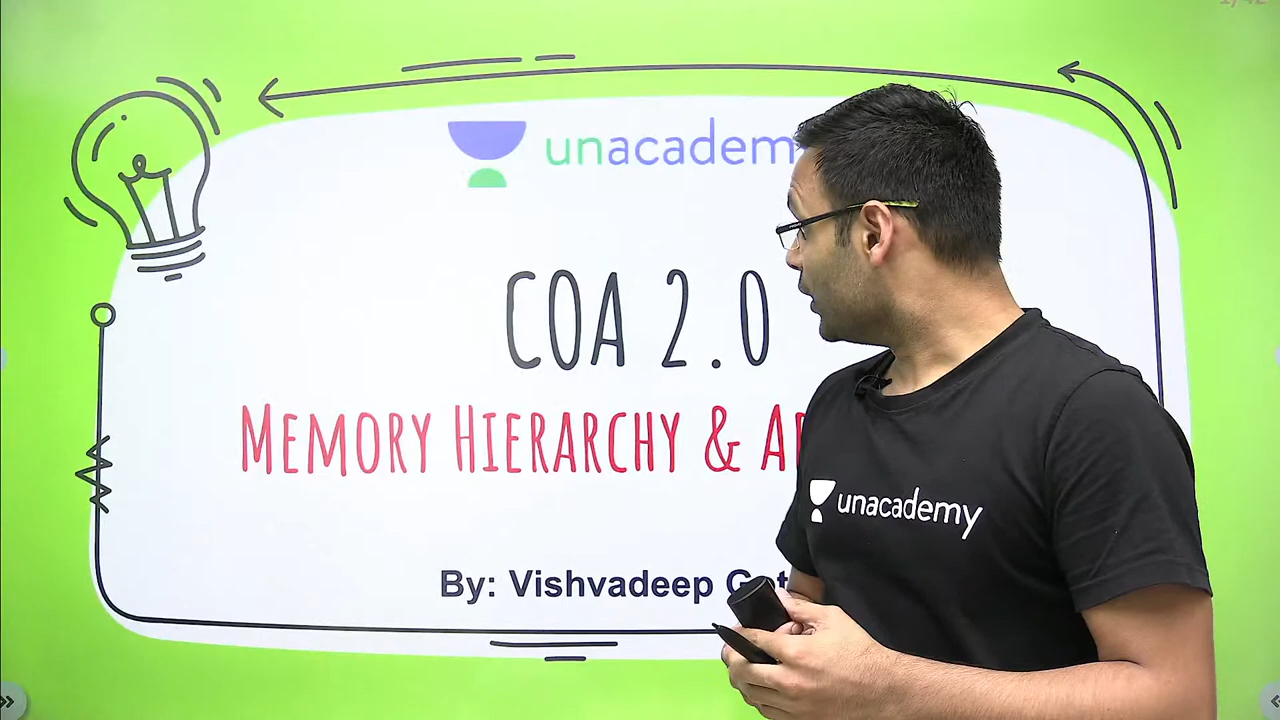 unacadem
COA 2.0
MEMORY HIERARCHY &
By: Vishvadeep
unacademy